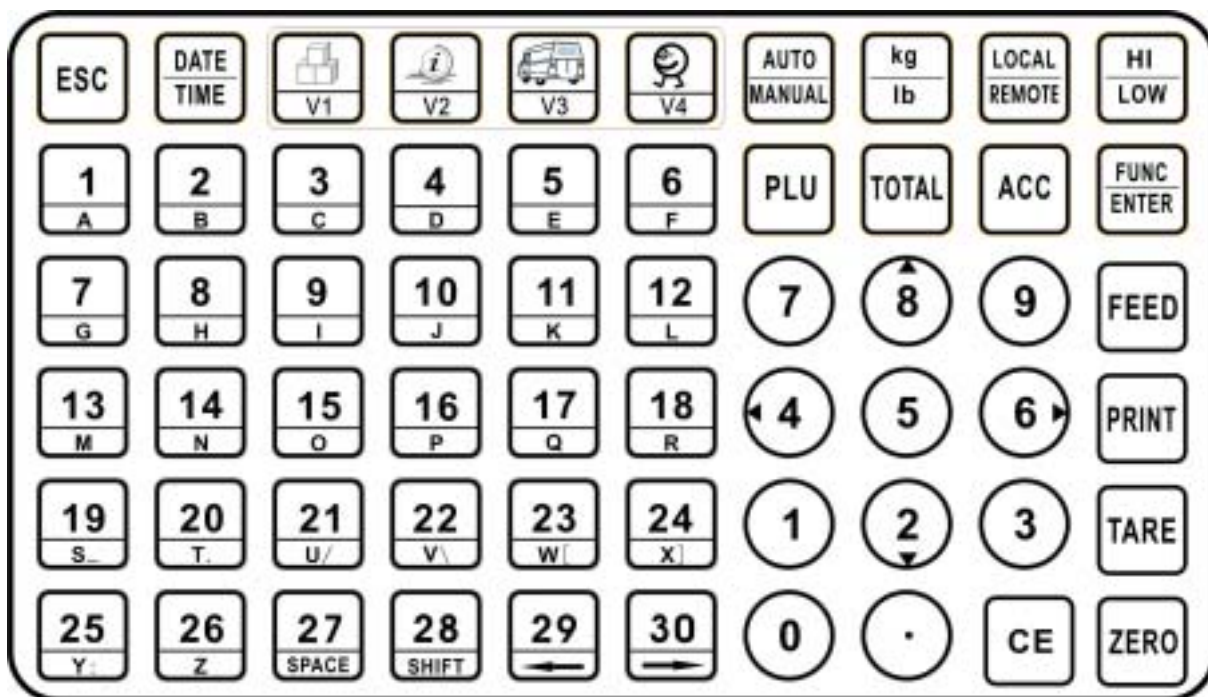 ESC DATE TIME V1 i V2 V3 V4 AUTO MANUAL kg lb LOCAL REMOTE HI LOW
1 A 2 B 3 C 4 D 5 E 6 F PLU TOTAL ACC FUNC ENTER
7 G 8 H 9 I 10 J 11 K 12 L 7 8 9 FEED
13 M 14 N 15 O 16 P 17 Q 18 R 4 5 6 PRINT
19 S_ 20 T. 21 U/ 22 V\ 23 W[ 24 X] 1 2 3 TARE
25 Y: 26 Z 27 SPACE 28 SHIFT 29 ← 30 → 0 . CE ZERO